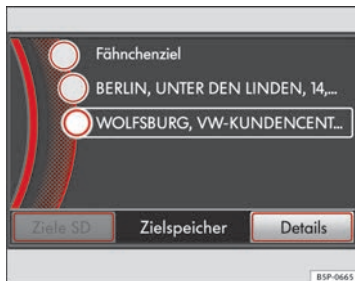 Fähnchenziel
BERLIN, UNTER DEN LINDEN, 14,...
WOLFSBURG, VW-KUNDENCENT...
Ziele SD Zielspeicher Details
B5P-0665